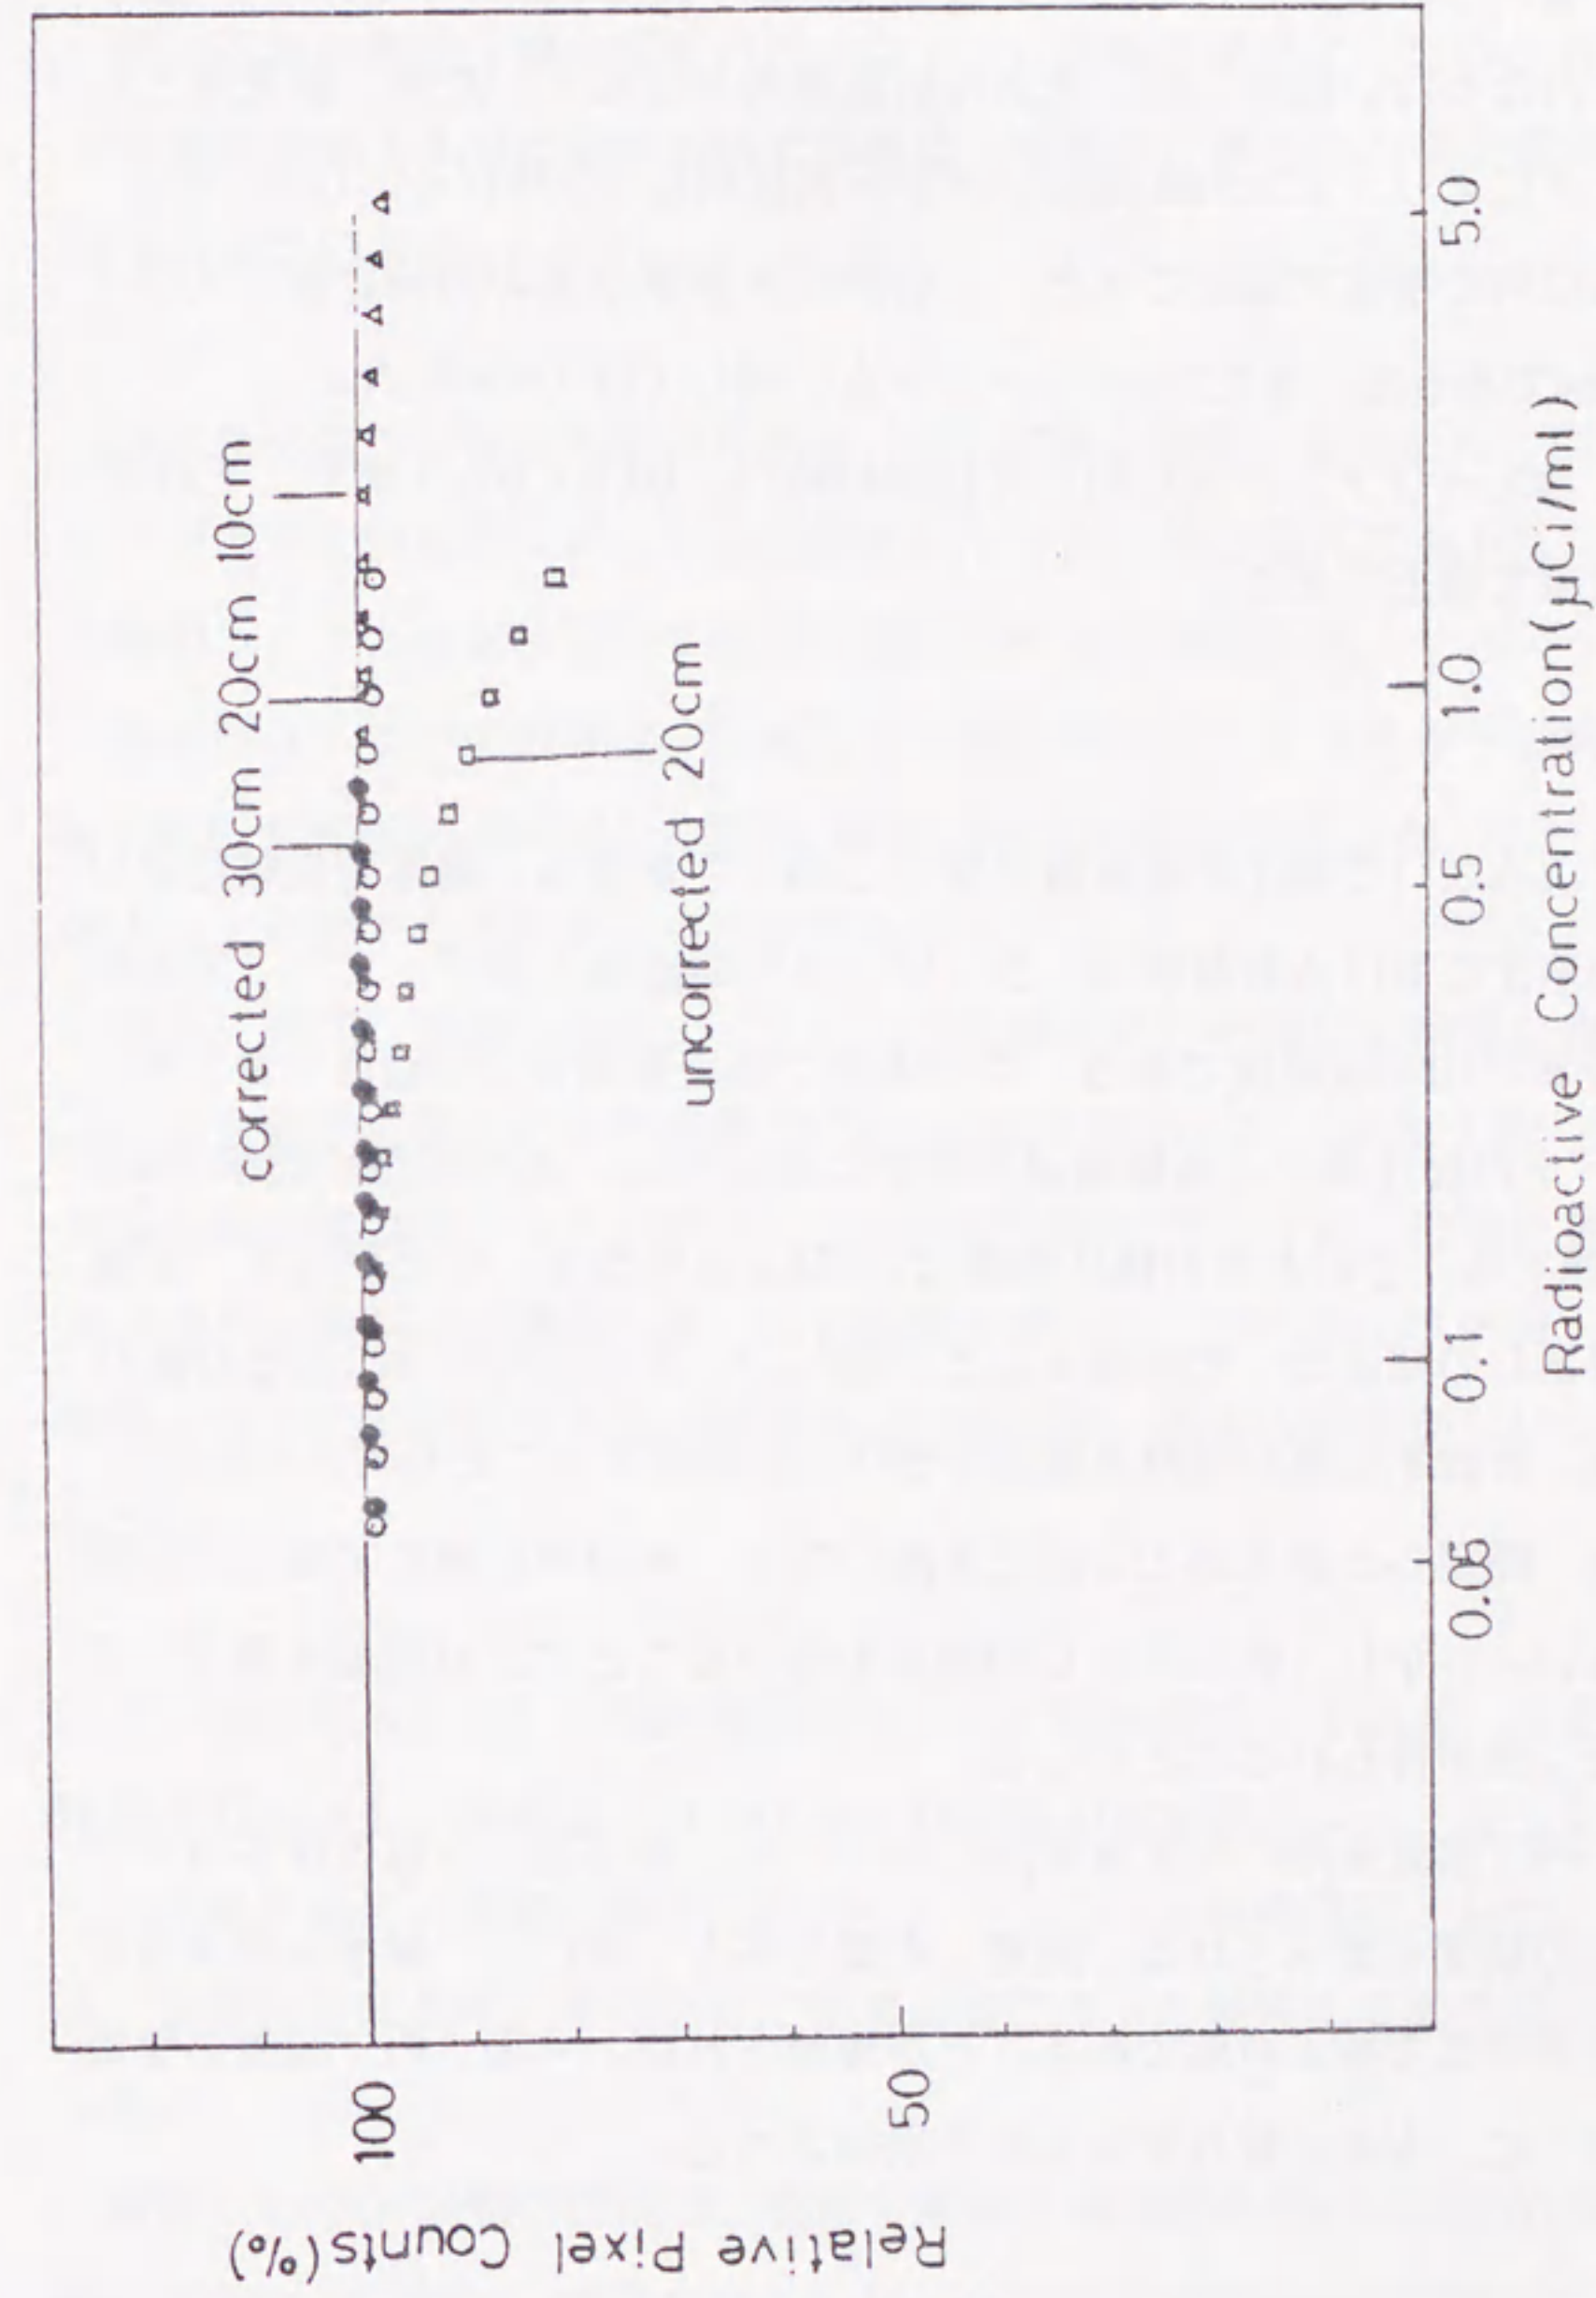 corrected 30cm 20cm 10cm
uncorrected 20cm
100
50
Relative Pixel Counts(%)
0.05 0.1 0.5 1.0 5.0
Radioactive Concentration(μCi/ml)